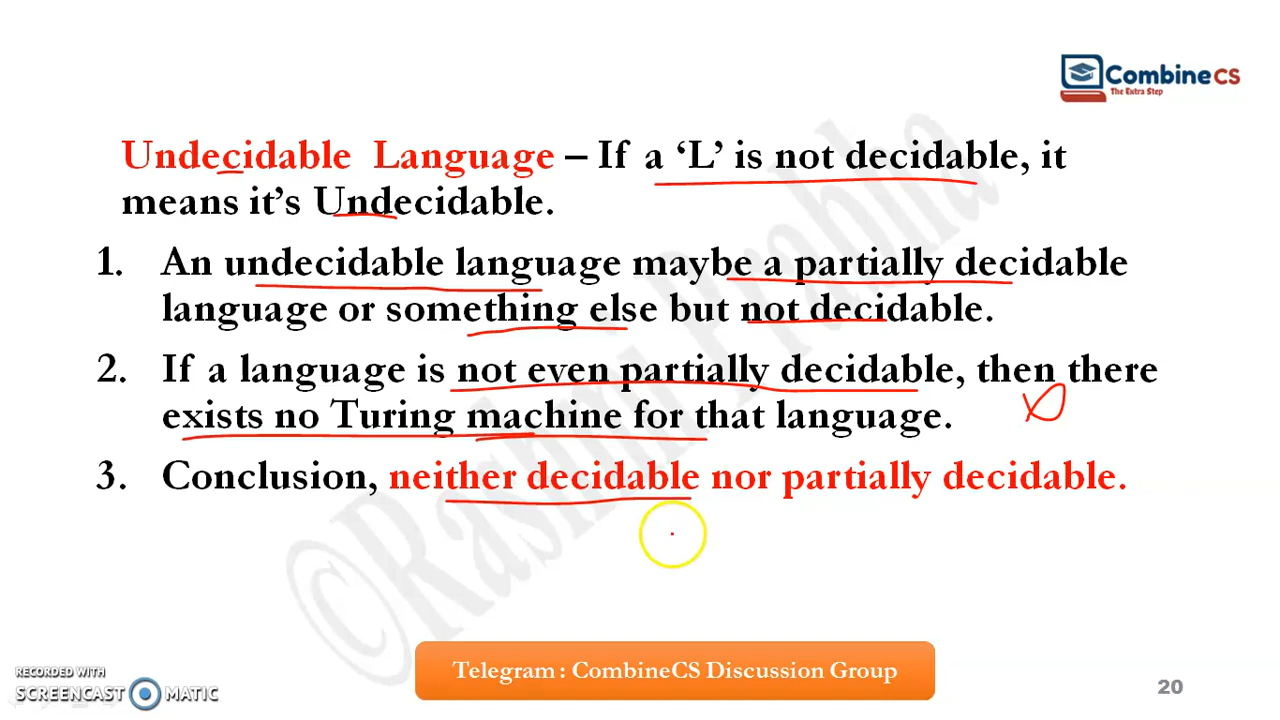 CombineCS
The Extra Step
Undecidable Language – If a ‘L’ is not decidable, it
means it’s Undecidable.
1. An undecidable language maybe a partially decidable
language or something else but not decidable.
2. If a language is not even partially decidable, then there
exists no Turing machine for that language.
3. Conclusion, neither decidable nor partially decidable.
©Rashmi Prabha
Telegram : CombineCS Discussion Group
RECORDED WITH
SCREENCAST MATIC
20